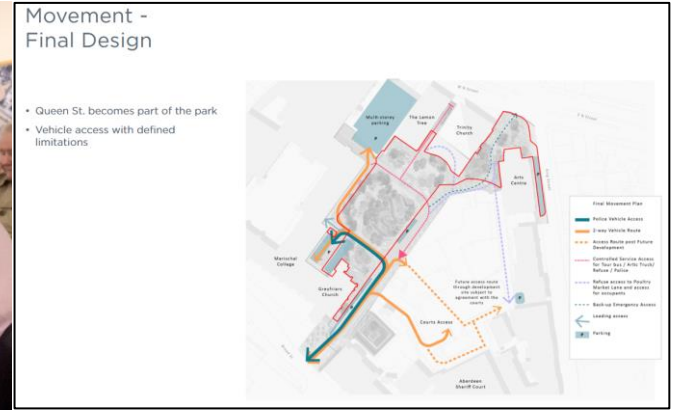 Movement -
Final Design
• Queen St. becomes part of the park
• Vehicle access with defined
limitations
Multi storey
parking
P
The Lemon
Tree
Trinity
Church
Arts
Centre
P
Marischal
College
P
Greyfriars
Church
P
P
Future access route
through development
site subject to
agreement with the
courts
P
Courts Access
Aberdeen
Sheriff Court
Final Movement Plan
Police Vehicle Access
2-way Vehicle Route
Access Route post Future
Development
Controlled Service Access
for Tour bus / Artic Truck/
Refuse / Police
Refuse access to Poultry
Market Lane and access
for occupants
Back-up Emergency Access
Loading access
P Parking